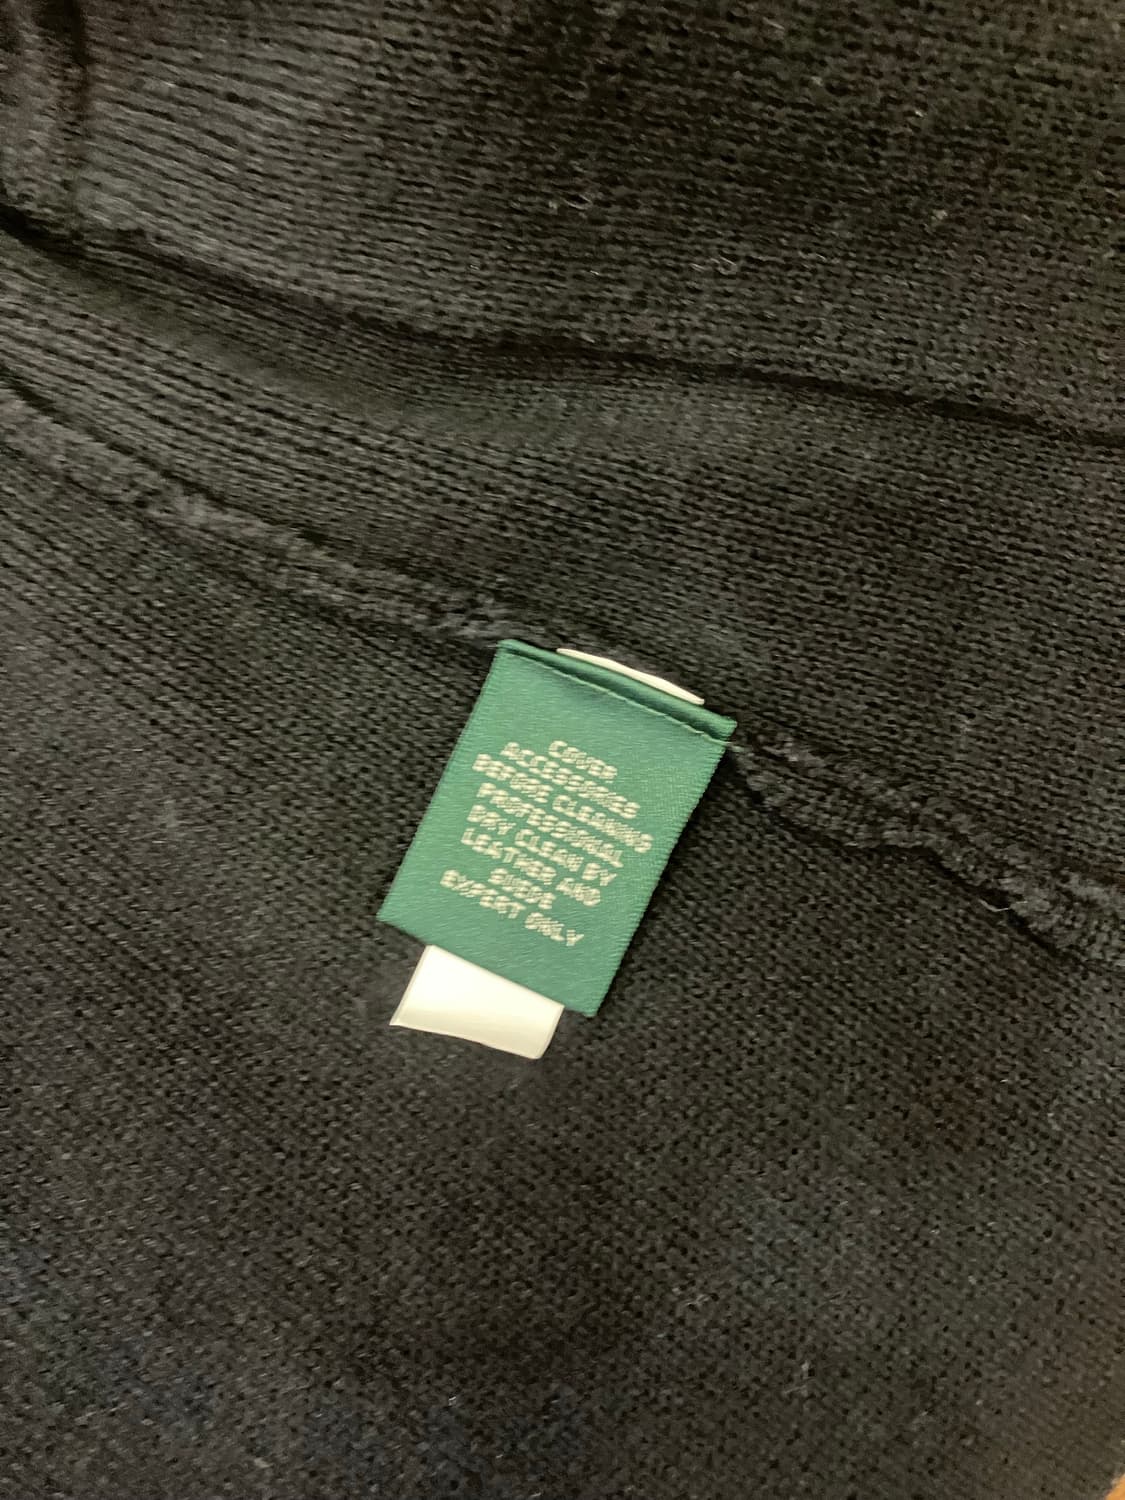 COVER
ACCESSORIES
BEFORE CLEANING
PROFESSIONAL
DRY CLEAN BY
LEATHER AND
SUEDE
EXPERT ONLY